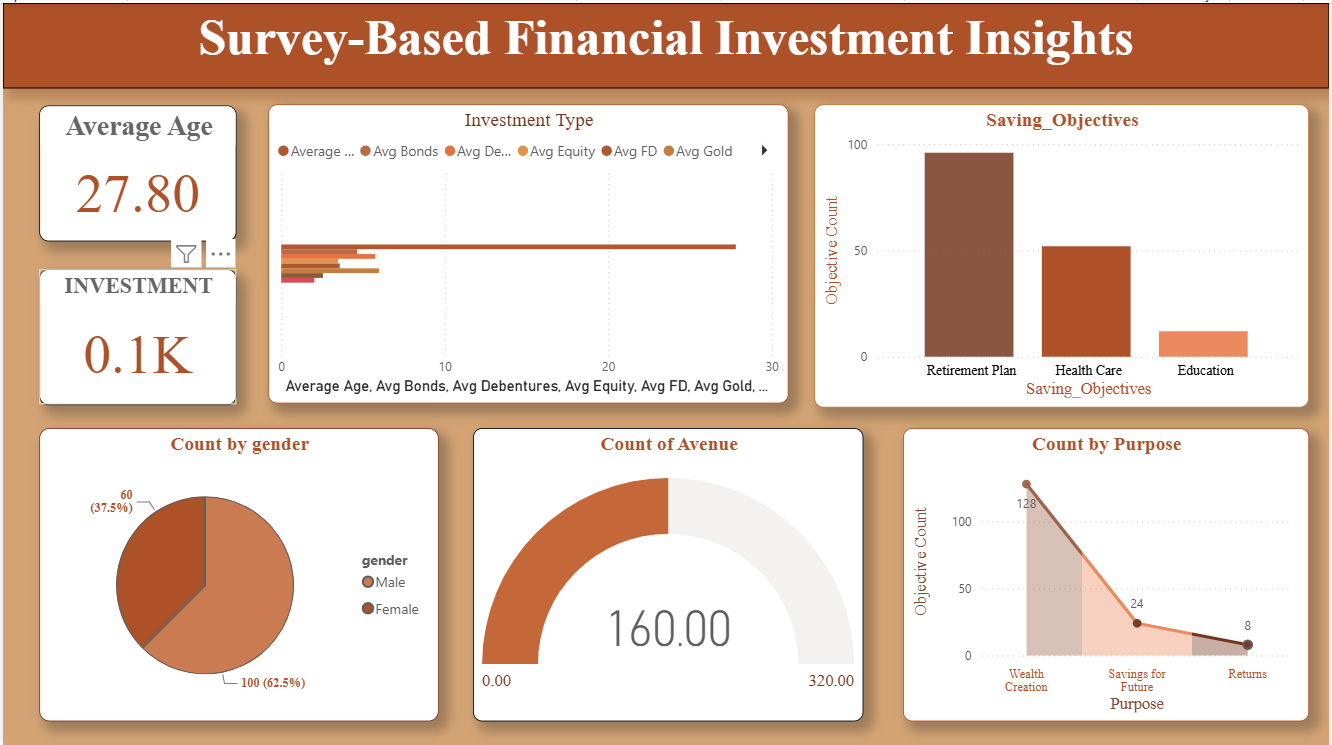 Survey-Based Financial Investment Insights
Average Age
27.80
INVESTMENT
0.1K
Investment Type
Average ... Avg Bonds Avg De... Avg Equity Avg FD Avg Gold
0 10 20 30
Average Age, Avg Bonds, Avg Debentures, Avg Equity, Avg FD, Avg Gold, ...
Saving_Objectives
Objective Count
100
50
0
Retirement Plan Health Care Education
Saving_Objectives
Count by gender
60
(37.5%)
100 (62.5%)
gender
Male
Female
Count of Avenue
160.00
0.00 320.00
Count by Purpose
Objective Count
100
50
0
128
24
8
Wealth
Creation
Savings for
Future
Returns
Purpose